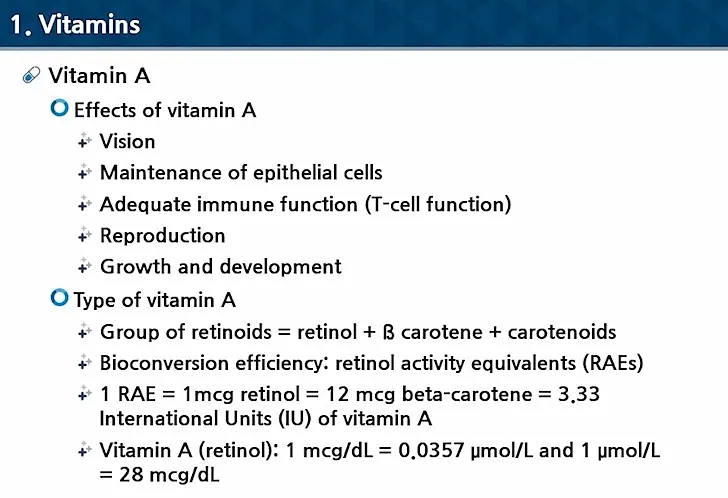 1. Vitamins
Vitamin A
Effects of vitamin A
Vision
Maintenance of epithelial cells
Adequate immune function (T-cell function)
Reproduction
Growth and development
Type of vitamin A
Group of retinoids = retinol + ß carotene + carotenoids
Bioconversion efficiency: retinol activity equivalents (RAEs)
1 RAE = 1mcg retinol = 12 mcg beta-carotene = 3.33
International Units (IU) of vitamin A
Vitamin A (retinol): 1 mcg/dL = 0.0357 µmol/L and 1 µmol/L
= 28 mcg/dL